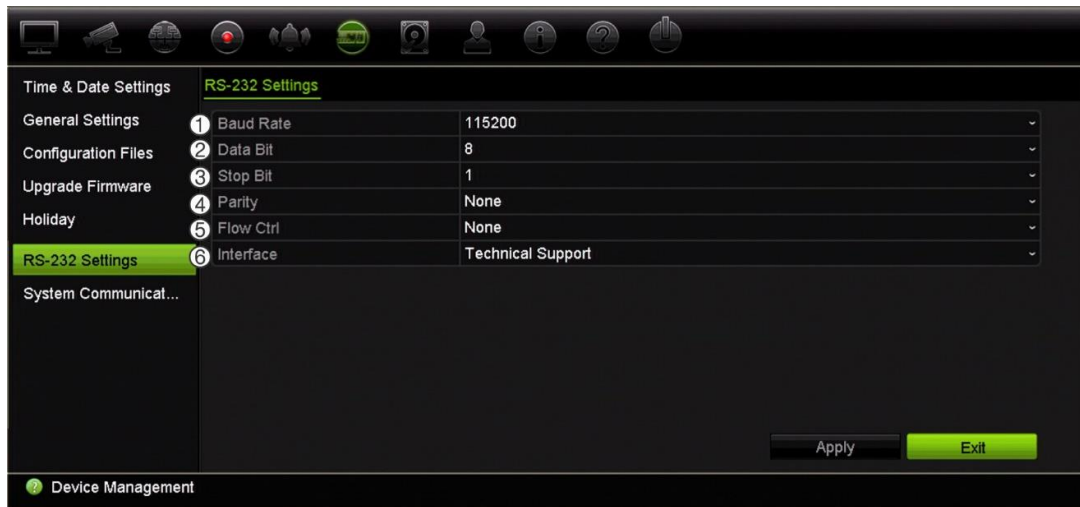 Time & Date Settings
General Settings
Configuration Files
Upgrade Firmware
Holiday
RS-232 Settings
System Communicat...
RS-232 Settings
① Baud Rate 115200
② Data Bit 8
③ Stop Bit 1
④ Parity None
⑤ Flow Ctrl None
⑥ Interface Technical Support
Apply Exit
Device Management